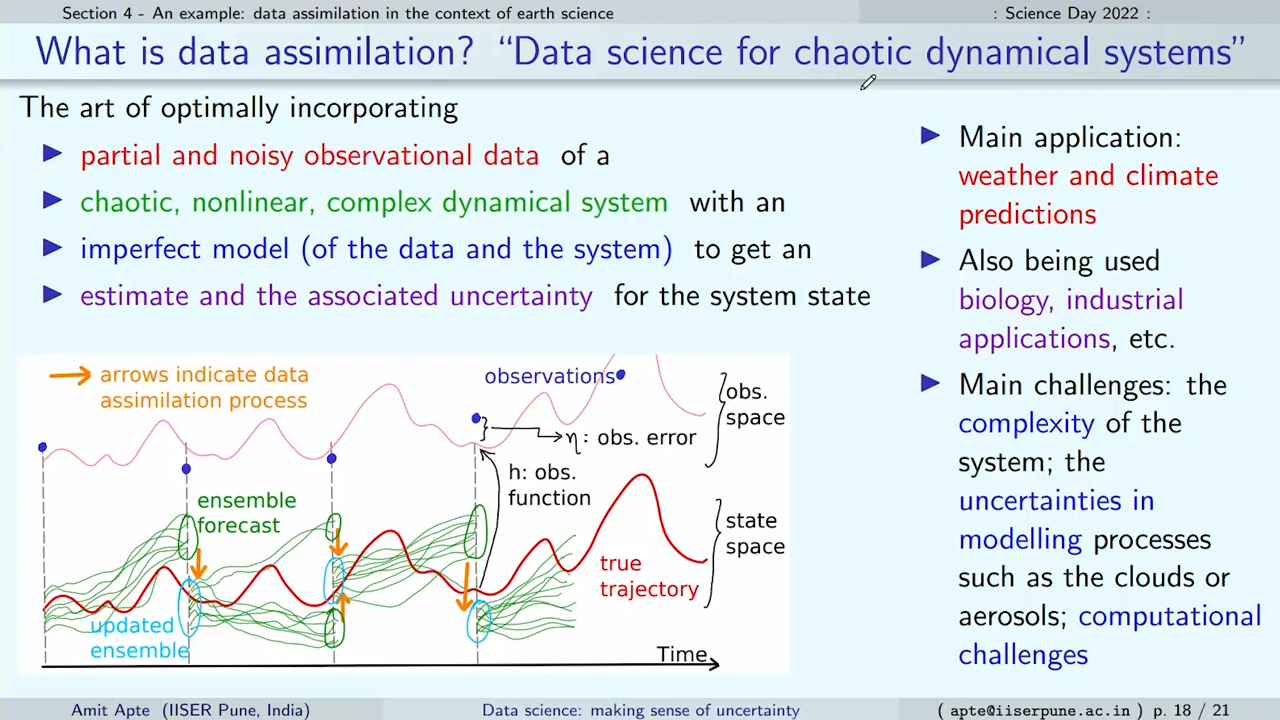 Section 4 - An example: data assimilation in the context of earth science
: Science Day 2022 :
What is data assimilation? “Data science for chaotic dynamical systems”
The art of optimally incorporating
partial and noisy observational data of a
chaotic, nonlinear, complex dynamical system with an
imperfect model (of the data and the system) to get an
estimate and the associated uncertainty for the system state
arrows indicate data
assimilation process
observations
obs.
space
η: obs. error
h: obs.
function
ensemble
forecast
state
space
true
trajectory
updated
ensemble
Time
Main application:
weather and climate
predictions
Also being used
biology, industrial
applications, etc.
Main challenges: the
complexity of the
system; the
uncertainties in
modelling processes
such as the clouds or
aerosols; computational
challenges
Amit Apte (IISER Pune, India)
Data science: making sense of uncertainty
( apte@iiserpune.ac.in ) p. 18 / 21